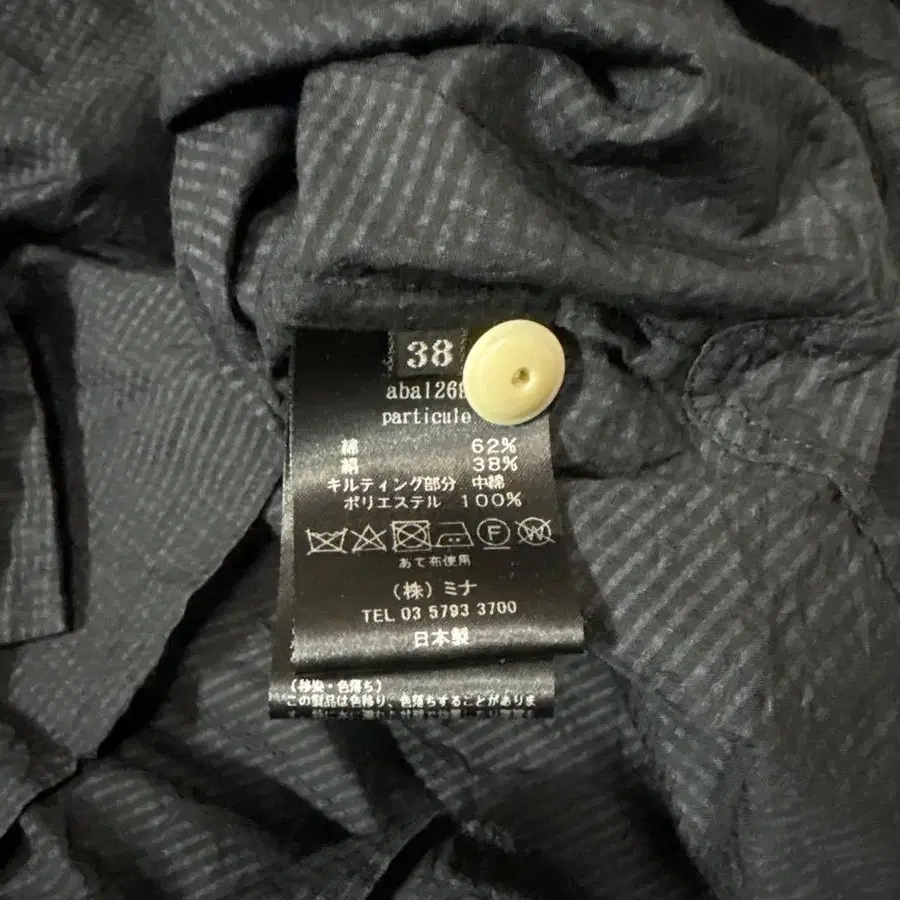 38
particule
綿 62%
絹 38%
キルティング部分 中綿
ポリエステル 100%
F W
あて布使用
(株) ミナ
TEL 03 5793 3700
日本製
色落ち)
この製品は色移り、色落ちすることがありま